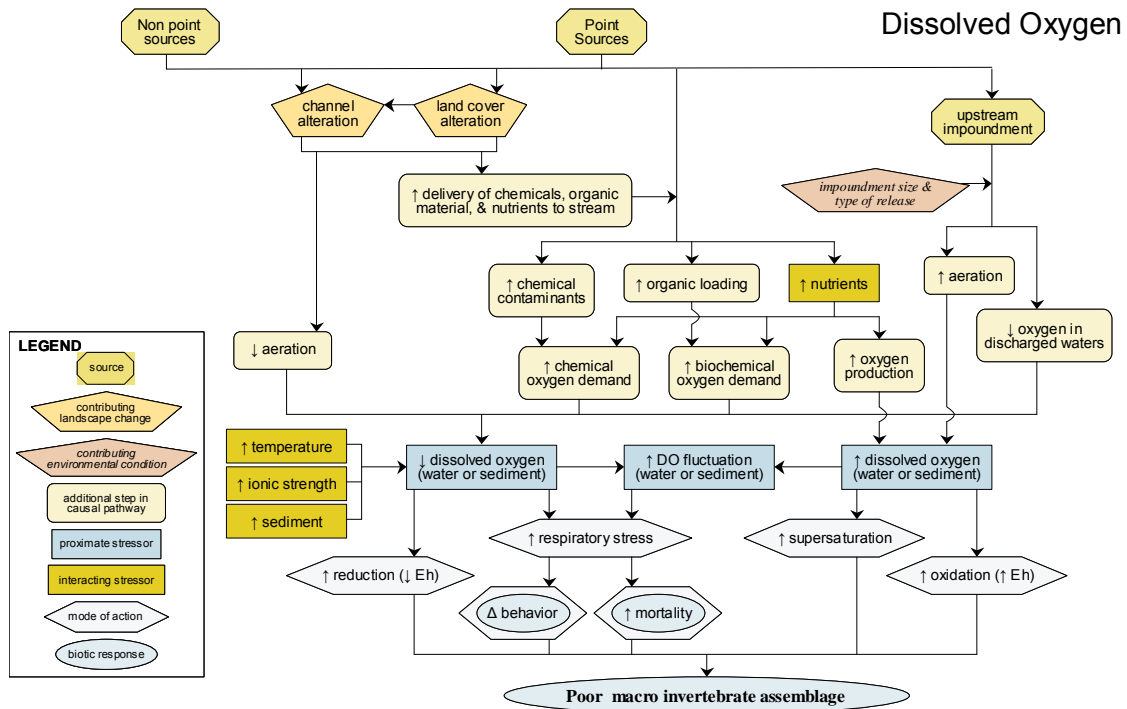 Dissolved Oxygen
Non point
sources
Point
Sources
channel
alteration
land cover
alteration
upstream
impoundment
↑ delivery of chemicals, organic
material, & nutrients to stream
impoundment size &
type of release
↑ chemical
contaminants
↑ organic loading
↑ nutrients
↑ aeration
↓ aeration
↑ chemical
oxygen demand
↑ biochemical
oxygen demand
↑ oxygen
production
↓ oxygen in
discharged waters
↑ temperature
↑ ionic strength
↑ sediment
↓ dissolved oxygen
(water or sediment)
↑ DO fluctuation
(water or sediment)
↑ dissolved oxygen
(water or sediment)
↑ respiratory stress
↑ supersaturation
↑ reduction (↓ Eh)
↑ oxidation (↑ Eh)
Δ behavior
↑ mortality
Poor macro invertebrate assemblage
LEGEND
source
contributing
landscape change
contributing
environmental condition
additional step in
causal pathway
proximate stressor
interacting stressor
mode of action
biotic response